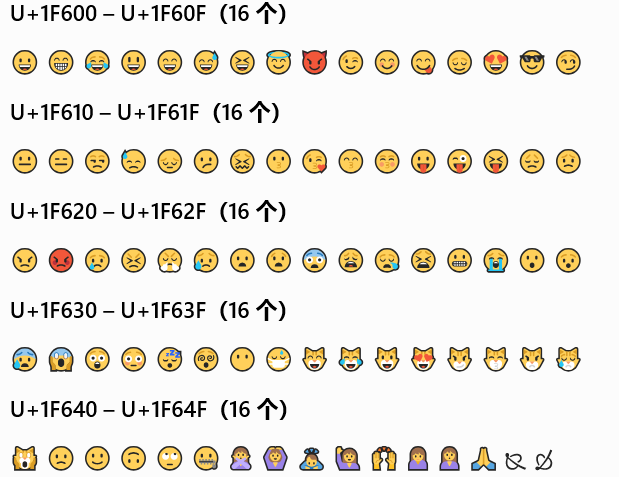 U+1F600 – U+1F60F（16 个）
😀 😁 😂 😃 😄 😅 😆 😇 😈 😉 😊 😋 😌 😍 😎 😏
U+1F610 – U+1F61F（16 个）
😐 😑 😒 😓 😔 😕 😖 😗 😘 😙 😚 😛 😜 😝 😞 😟
U+1F620 – U+1F62F（16 个）
😠 😡 😢 😣 😤 😥 😦 😧 😨 😩 😪 😫 😬 😭 😮 😯
U+1F630 – U+1F63F（16 个）
😰 😱 😲 😳 😴 😵 😶 😷 😸 😹 😺 😻 😼 😽 😾 😿
U+1F640 – U+1F64F（16 个）
🙀 🙁 🙂 🙃 🙄 🤐 🙅 🙆 🙇 🙋 🙌 🙍 🙎 🙏 🙐 🙑